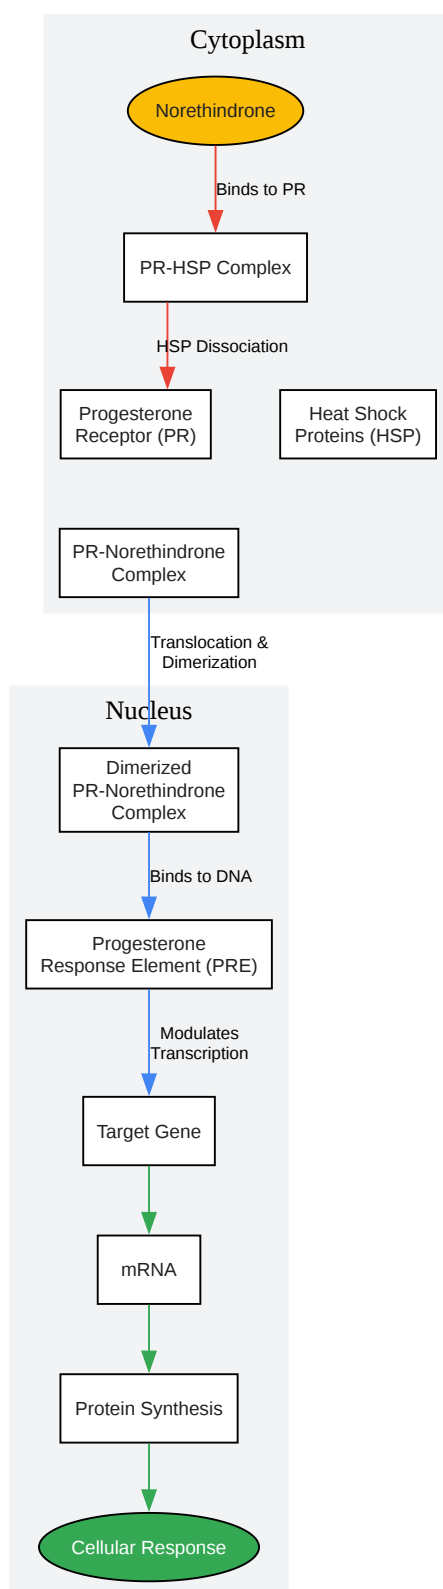 Cytoplasm
Norethindrone
Binds to PR
PR-HSP Complex
HSP Dissociation
Progesterone
Receptor (PR)
Heat Shock
Proteins (HSP)
PR-Norethindrone
Complex
Translocation &
Dimerization
Nucleus
Dimerized
PR-Norethindrone
Complex
Binds to DNA
Progesterone
Response Element (PRE)
Modulates
Transcription
Target Gene
mRNA
Protein Synthesis
Cellular Response